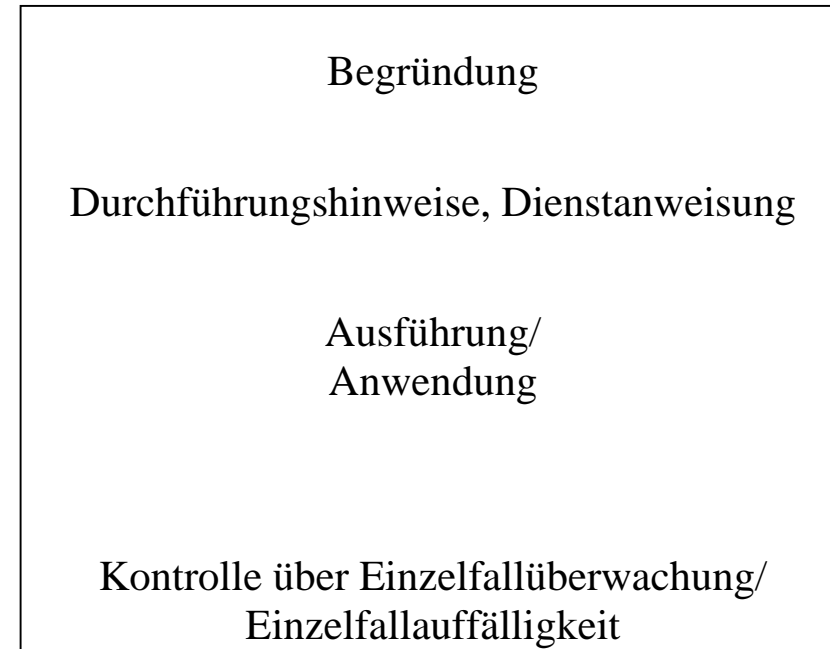 Begründung
Durchführungshinweise, Dienstanweisung
Ausführung/
Anwendung
Kontrolle über Einzelfallüberwachung/
Einzelfallauffälligkeit